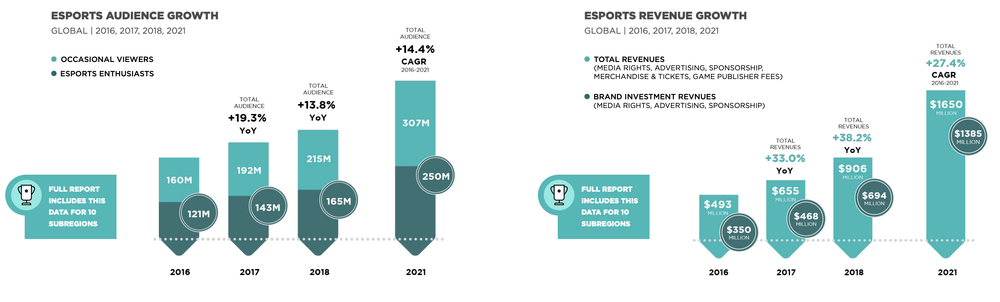 ESPORTS AUDIENCE GROWTH
GLOBAL | 2016, 2017, 2018, 2021
OCCASIONAL VIEWERS
ESPORTS ENTHUSIASTS
FULL REPORT
INCLUDES THIS
DATA FOR 10
SUBREGIONS
160M
121M
2016
TOTAL
AUDIENCE
+19.3%
YoY
192M
143M
2017
TOTAL
AUDIENCE
+13.8%
YoY
215M
165M
2018
TOTAL
AUDIENCE
+14.4%
CAGR
2016-2021
307M
250M
2021
ESPORTS REVENUE GROWTH
GLOBAL | 2016, 2017, 2018, 2021
TOTAL REVENUES
(MEDIA RIGHTS, ADVERTISING, SPONSORSHIP,
MERCHANDISE & TICKETS, GAME PUBLISHER FEES)
BRAND INVESTMENT REVNUES
(MEDIA RIGHTS, ADVERTISING, SPONSORSHIP)
FULL REPORT
INCLUDES THIS
DATA FOR 10
SUBREGIONS
$493
MILLION
$350
MILLION
2016
TOTAL
REVENUES
+33.0%
YoY
$655
MILLION
$468
MILLION
2017
TOTAL
REVENUES
+38.2%
YoY
$906
MILLION
$694
MILLION
2018
TOTAL
REVENUES
+27.4%
CAGR
2016-2021
$1650
MILLION
$1385
MILLION
2021